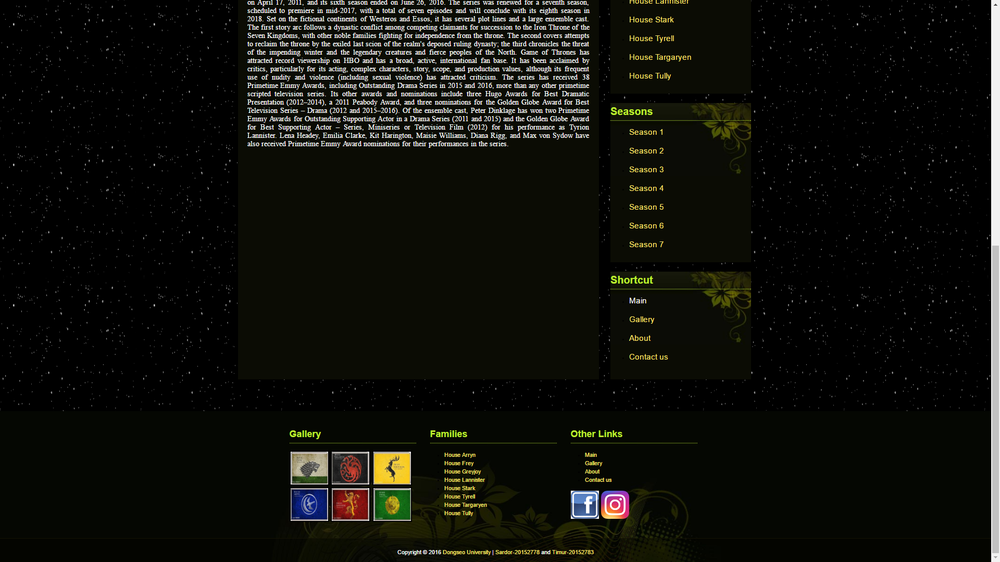 on April 17, 2011, and its sixth season ended on June 26, 2016. The series was renewed for a seventh season,
scheduled to premiere in mid-2017, with a total of seven episodes and will conclude with its eighth season in
2018. Set on the fictional continents of Westeros and Essos, it has several plot lines and a large ensemble cast.
The first story arc follows a dynastic conflict among competing claimants for succession to the Iron Throne of the
Seven Kingdoms, with other noble families fighting for independence from the throne. The second covers attempts
to reclaim the throne by the exiled last scion of the realm's deposed ruling dynasty; the third chronicles the threat
of the impending winter and the legendary creatures and fierce peoples of the North. Game of Thrones has
attracted record viewership on HBO and has a broad, active, international fan base. It has been acclaimed by
critics, particularly for its acting, complex characters, story, scope, and production values, although its frequent
use of nudity and violence (including sexual violence) has attracted criticism. The series has received 38
Primetime Emmy Awards, including Outstanding Drama Series in 2015 and 2016, more than any other primetime
scripted television series. Its other awards and nominations include three Hugo Awards for Best Dramatic
Presentation (2012–2014), a 2011 Peabody Award, and three nominations for the Golden Globe Award for Best
Television Series – Drama (2012 and 2015–2016). Of the ensemble cast, Peter Dinklage has won two Primetime
Emmy Awards for Outstanding Supporting Actor in a Drama Series (2011 and 2015) and the Golden Globe Award
for Best Supporting Actor – Series, Miniseries or Television Film (2012) for his performance as Tyrion
Lannister. Lena Headey, Emilia Clarke, Kit Harington, Maisie Williams, Diana Rigg, and Max von Sydow have
also received Primetime Emmy Award nominations for their performances in the series.
House Lannister
House Stark
House Tyrell
House Targaryen
House Tully
Seasons
Season 1
Season 2
Season 3
Season 4
Season 5
Season 6
Season 7
Shortcut
Main
Gallery
About
Contact us
Gallery
Families
House Arryn
House Frey
House Greyjoy
House Lannister
House Stark
House Tyrell
House Targaryen
House Tully
Other Links
Main
Gallery
About
Contact us
Copyright © 2016 Dongseo University | Sardor-20152778 and Timur-20152783